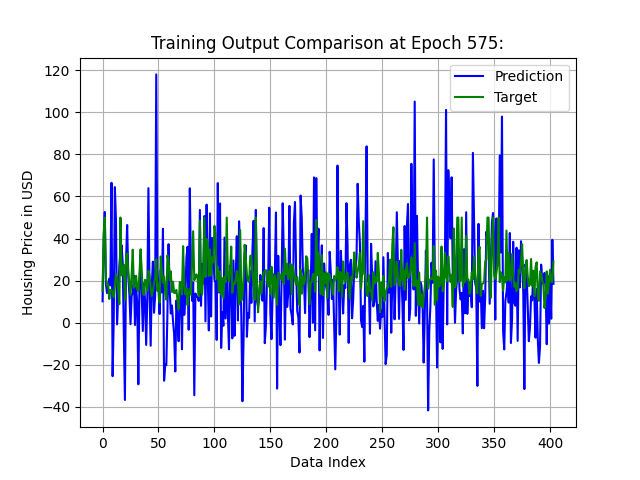 Training Output Comparison at Epoch 575:
Prediction
Target
Housing Price in USD
120
100
80
60
40
20
0
−20
−40
0 50 100 150 200 250 300 350 400
Data Index